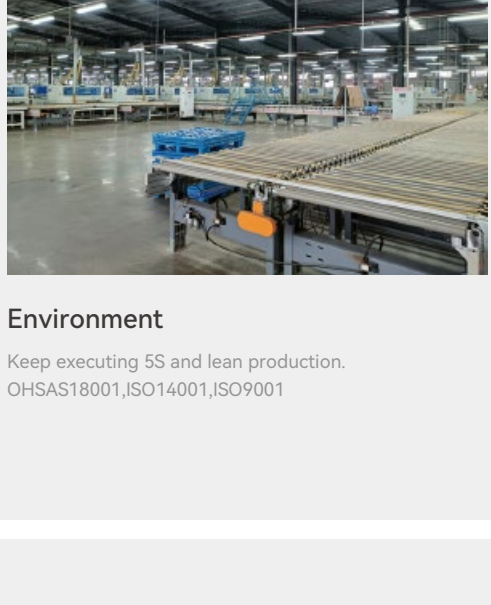 Environment
Keep executing 5S and lean production.
OHSAS18001,ISO14001,ISO9001